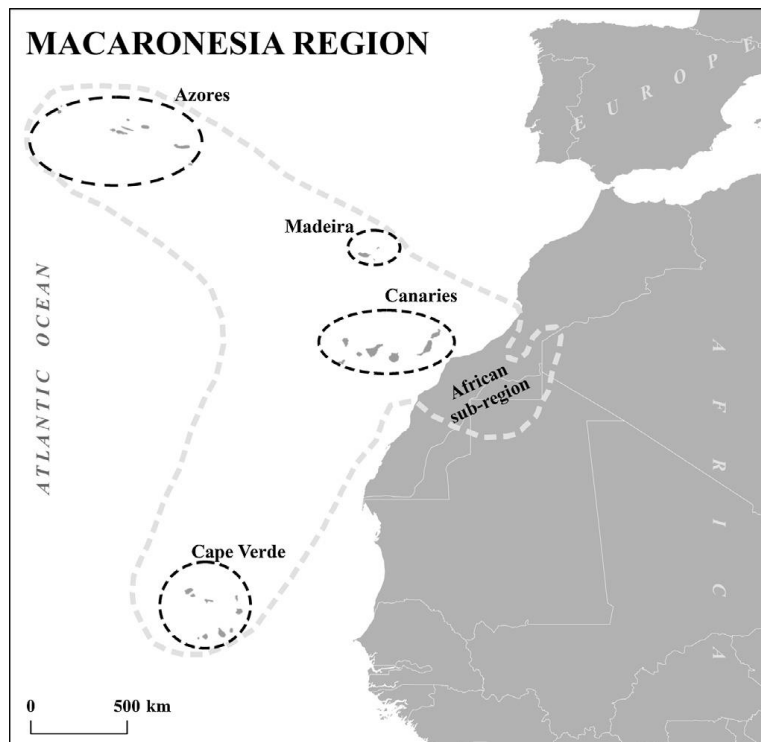 MACARONESIA REGION
Azores
EUROPE
Madeira
Canaries
ATLANTIC OCEAN
African
sub-region
AFRICA
Cape Verde
0 500 km